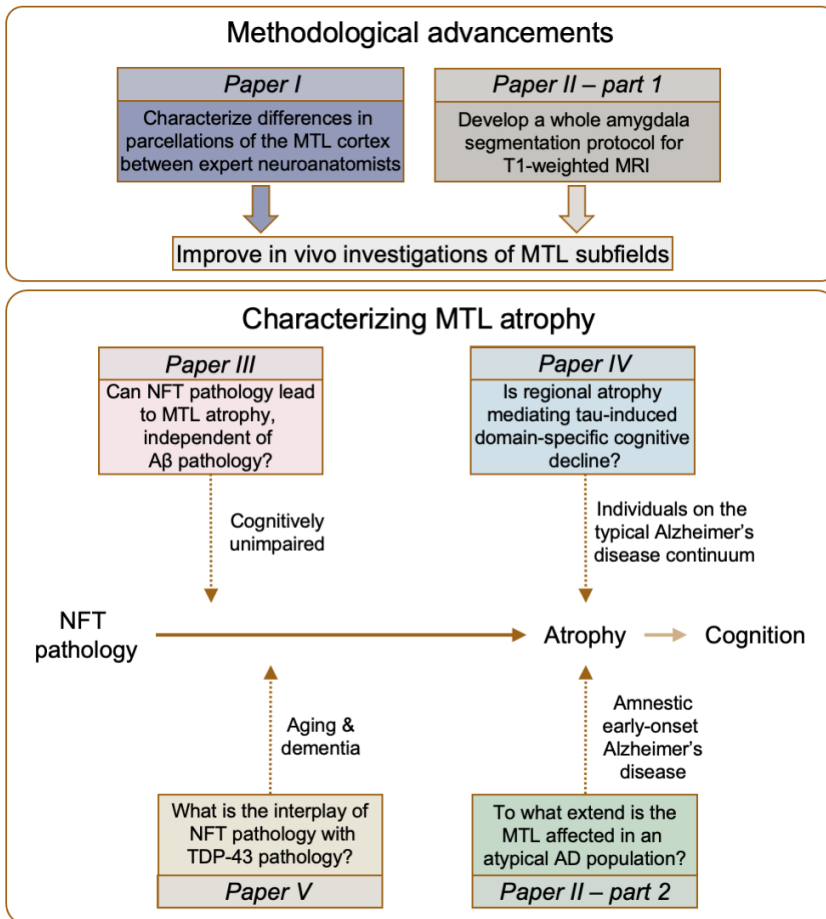 Methodological advancements
Paper I
Characterize differences in
parcellations of the MTL cortex
between expert neuroanatomists
Paper II – part 1
Develop a whole amygdala
segmentation protocol for
T1-weighted MRI
Improve in vivo investigations of MTL subfields
Characterizing MTL atrophy
Paper III
Can NFT pathology lead
to MTL atrophy,
independent of
Aβ pathology?
Paper IV
Is regional atrophy
mediating tau-induced
domain-specific cognitive
decline?
Cognitively
unimpaired
Individuals on the
typical Alzheimer's
disease continuum
NFT
pathology
Atrophy
Cognition
Aging &
dementia
Amnestic
early-onset
Alzheimer's
disease
What is the interplay of
NFT pathology with
TDP-43 pathology?
Paper V
To what extend is the
MTL affected in an
atypical AD population?
Paper II – part 2